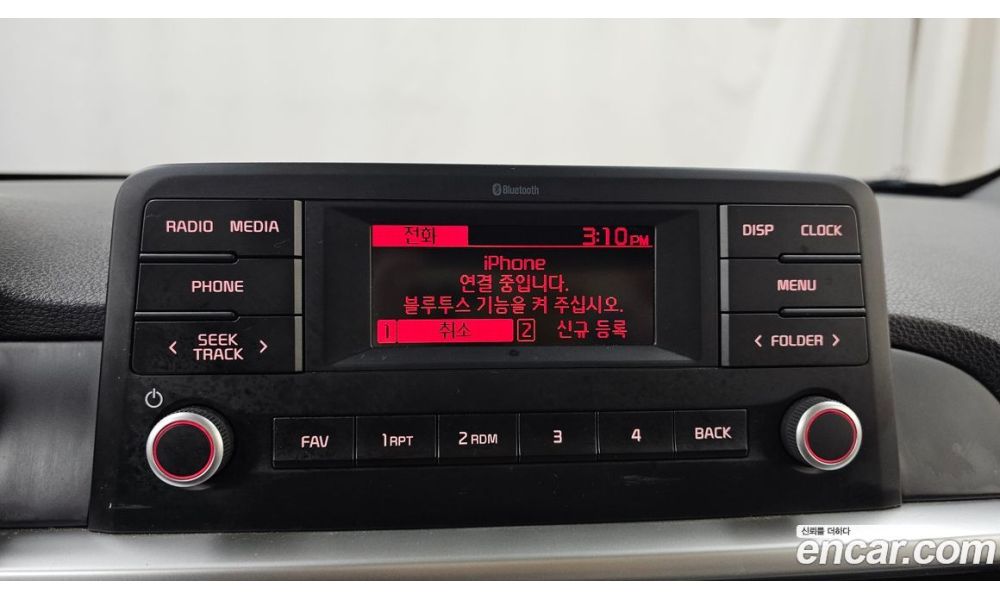 Bluetooth
RADIO MEDIA
PHONE
< SEEK TRACK >
전화 3:10 PM
iPhone
연결 중입니다.
블루투스 기능을 켜 주십시오.
1 취소 2 신규 등록
DISP CLOCK
MENU
< FOLDER >
FAV 1 RPT 2 RDM 3 4 BACK
신뢰를 더하다
encar.com